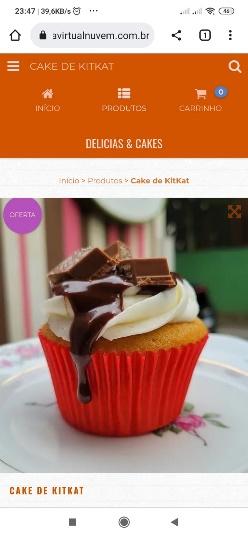 23:47 | 39,6KB/s
46
avirtualnuvem.com.br
1
CAKE DE KITKAT
0
INÍCIO
PRODUTOS
CARRINHO
DELICIAS & CAKES
Início > Produtos > Cake de KitKat
OFERTA
CAKE DE KITKAT